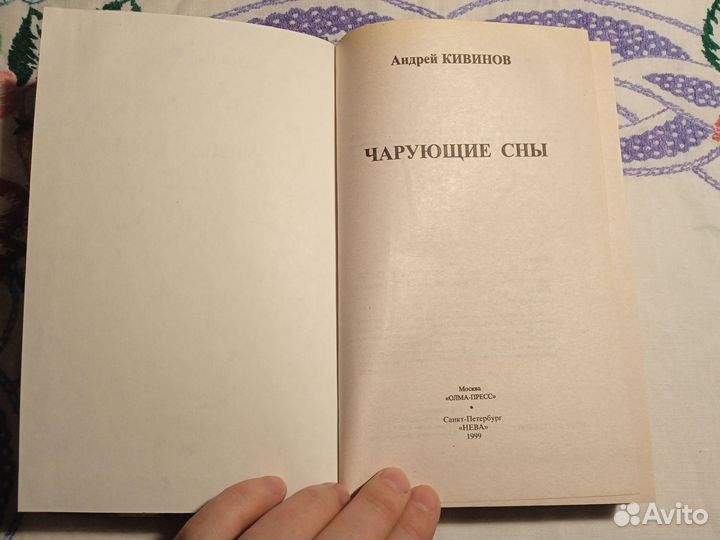 Андрей КИВИНОВ
ЧАРУЮЩИЕ СНЫ
Москва
«ОЛМА-ПРЕСС»
•
Санкт-Петербург
«НЕВА»
1999
Avito